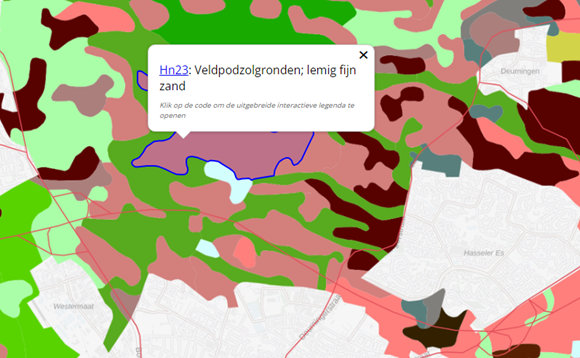 Hn23: Veldpodzolgronden; lemig fijn
zand
Klik op de code om de uitgebreide interactieve legenda te
openen
Deurningen
Hasseler Es
Westermaat
Deurningerstraat